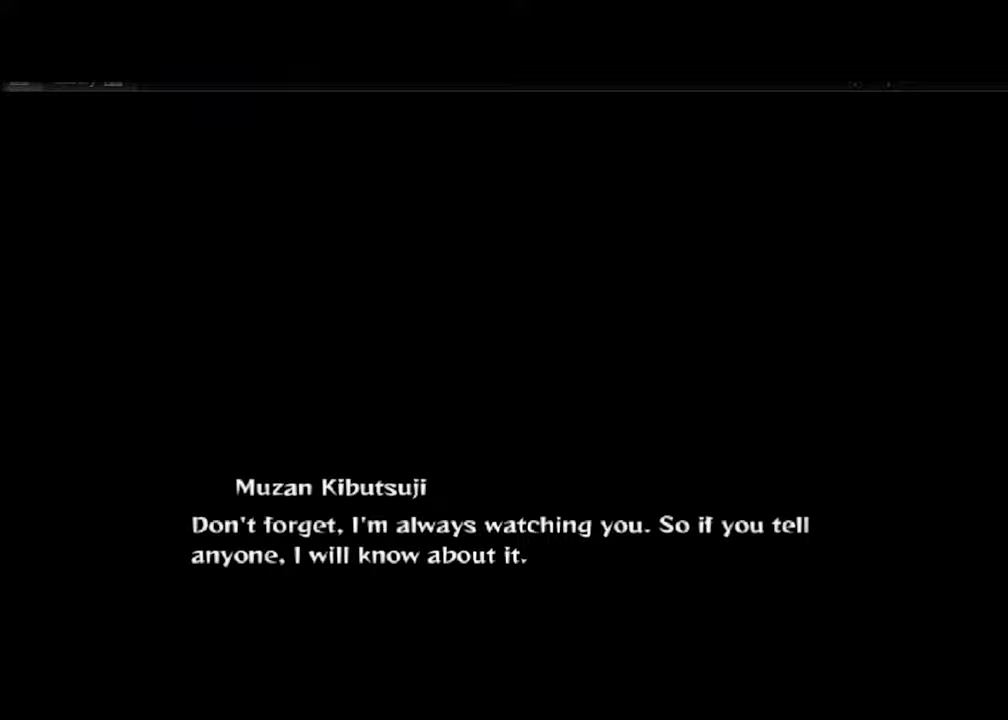 Muzan Kibutsuji
Don't forget, I'm always watching you. So if you tell
anyone, I will know about it.